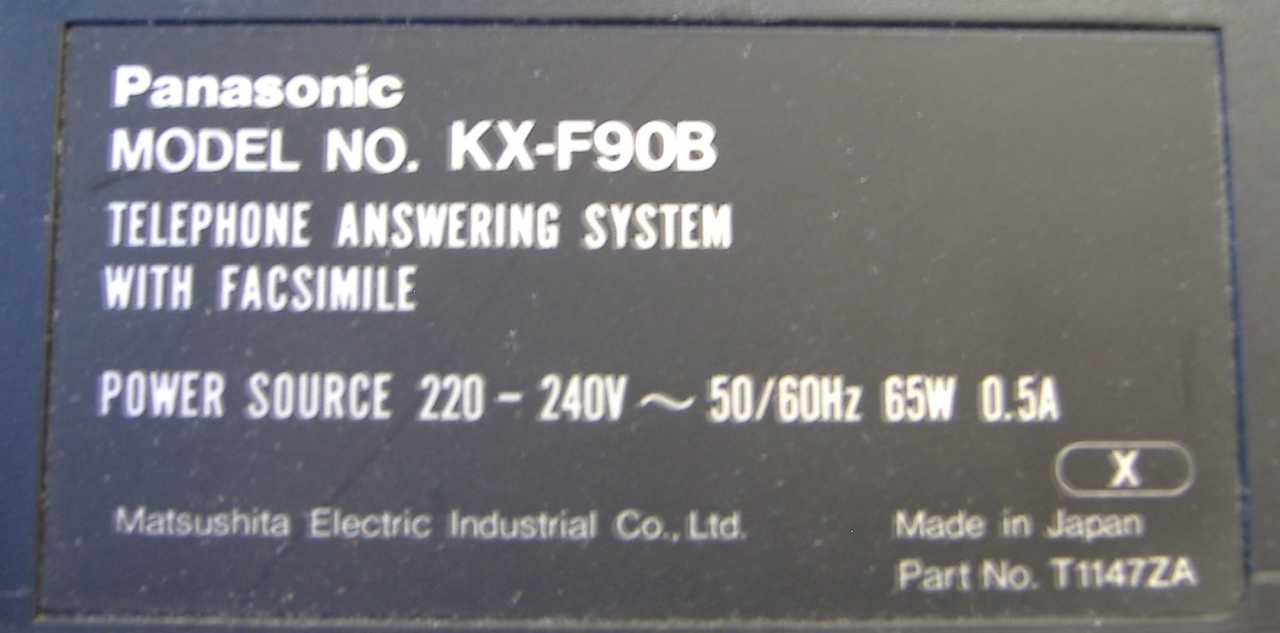 Panasonic
MODEL NO. KX-F90B
TELEPHONE ANSWERING SYSTEM
WITH FACSIMILE
POWER SOURCE 220 - 240V ~ 50/60Hz 65W 0.5A
X
Matsushita Electric Industrial Co., Ltd. Made in Japan
Part No. T1147ZA